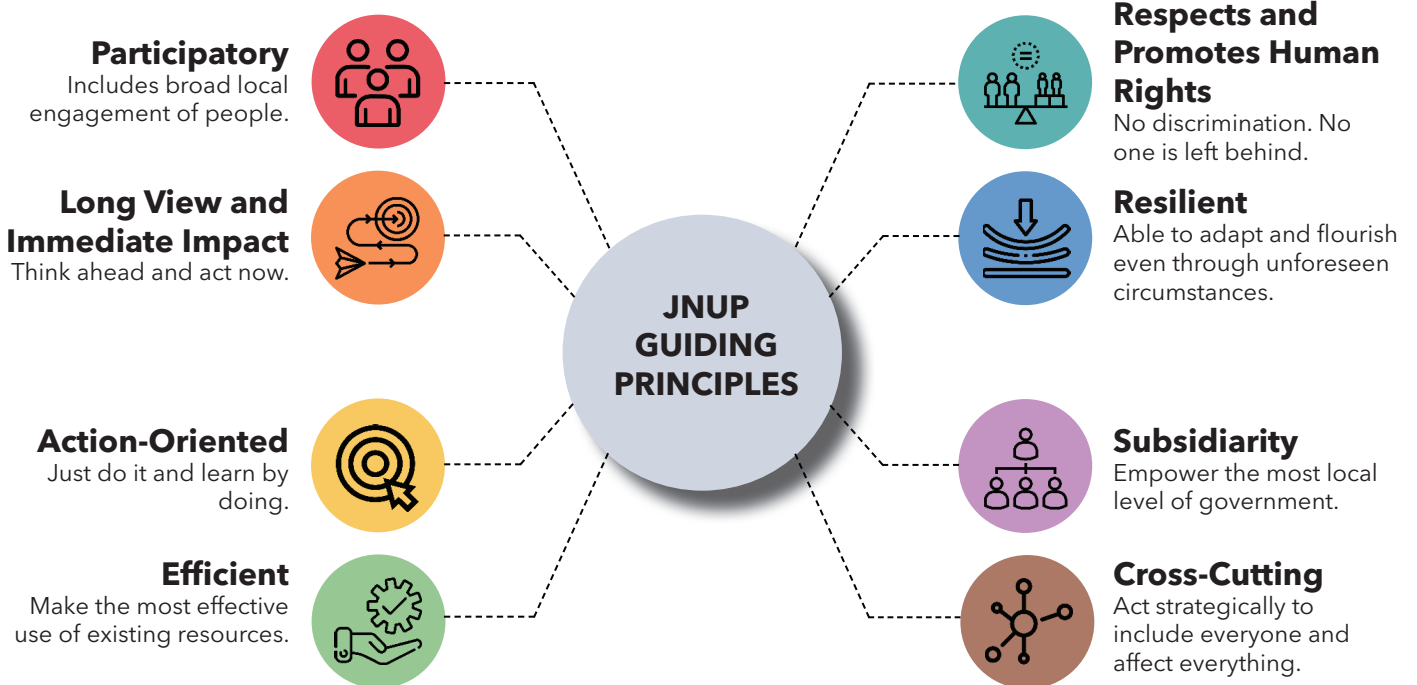 Participatory
Includes broad local
engagement of people.
Long View and
Immediate Impact
Think ahead and act now.
Action-Oriented
Just do it and learn by
doing.
Efficient
Make the most effective
use of existing resources.
JNUP
GUIDING
PRINCIPLES
Respects and
Promotes Human
Rights
No discrimination. No
one is left behind.
Resilient
Able to adapt and flourish
even through unforeseen
circumstances.
Subsidiarity
Empower the most local
level of government.
Cross-Cutting
Act strategically to
include everyone and
affect everything.